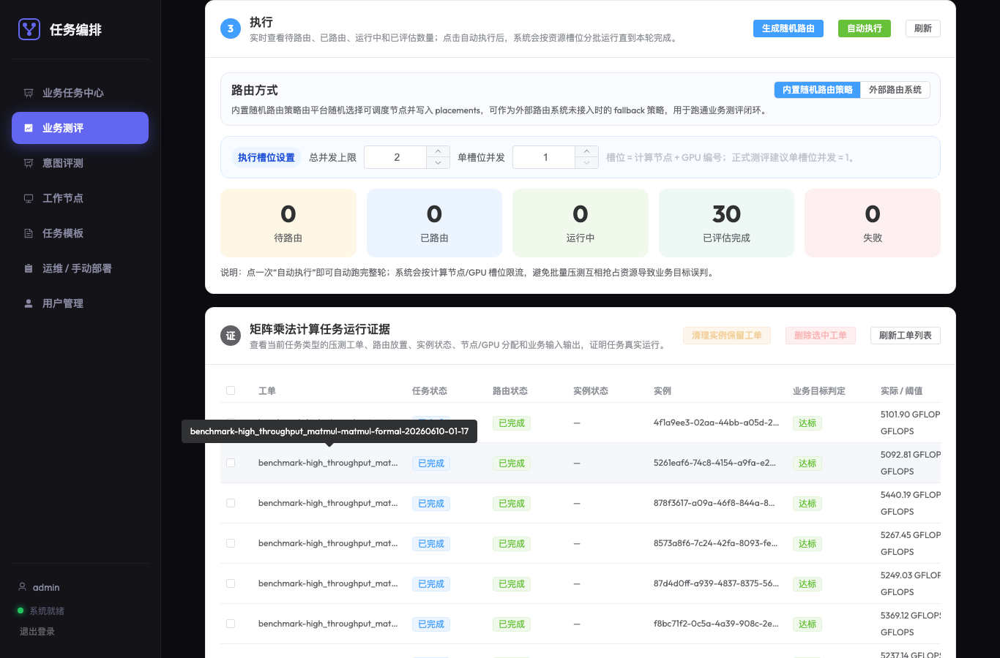 任务编排
业务任务中心
业务测评
意图评测
工作节点
任务模板
运维 / 手动部署
用户管理
admin
系统就绪
退出登录
3
执行
实时查看待路由、已路由、运行中和已评估数量；点击自动执行后，系统会按资源槽位分批运行直到本轮完成。
生成随机路由
自动执行
刷新
路由方式
内置随机路由策略
外部路由系统
内置随机路由策略由平台随机选择可调度节点并写入 placements，可作为外部路由系统未接入时的 fallback 策略，用于跑通业务测评闭环。
执行槽位设置 总并发上限 2 单槽位并发 1 槽位 = 计算节点 + GPU 编号；正式测评建议单槽位并发 = 1。
0 0 0 30 0
待路由 已路由 运行中 已评估完成 失败
说明：点一次“自动执行”即可自动跑完整轮；系统会按计算节点/GPU 槽位限流，避免批量压测互相抢占资源导致业务目标误判。
证
矩阵乘法计算任务运行证据
查看当前任务类型的压测工单、路由放置、实例状态、节点/GPU 分配和业务输入输出，证明任务真实运行。
清理实例保留工单
删除选中工单
刷新工单列表
工单 任务状态 路由状态 实例状态 实例 业务目标判定 实际 / 阈值
已完成 — 4f1a9ee3-02aa-44bb-a05d-2... 达标 5101.90 GFLOP
GFLOPS
benchmark-high_throughput_matmul-matmul-formal-20260610-01-17
benchmark-high_throughput_mat... 已完成 已完成 — 5261eaf6-74c8-4154-a9fa-e2... 达标 5092.81 GFLOP
GFLOPS
benchmark-high_throughput_mat... 已完成 已完成 — 878f3617-a09a-46f8-844a-8... 达标 5440.19 GFLOP
GFLOPS
benchmark-high_throughput_mat... 已完成 已完成 — 8573a8f6-7c24-42fa-8093-fe... 达标 5267.45 GFLOP
GFLOPS
benchmark-high_throughput_mat... 已完成 已完成 — 87d4d0ff-a939-4837-8375-56... 达标 5249.03 GFLOP
GFLOPS
benchmark-high_throughput_mat... 已完成 已完成 — f8bc71f2-0c5a-4a39-908c-2e... 达标 5369.12 GFLOPS
GFLOPS
5237.14 GFLOPS